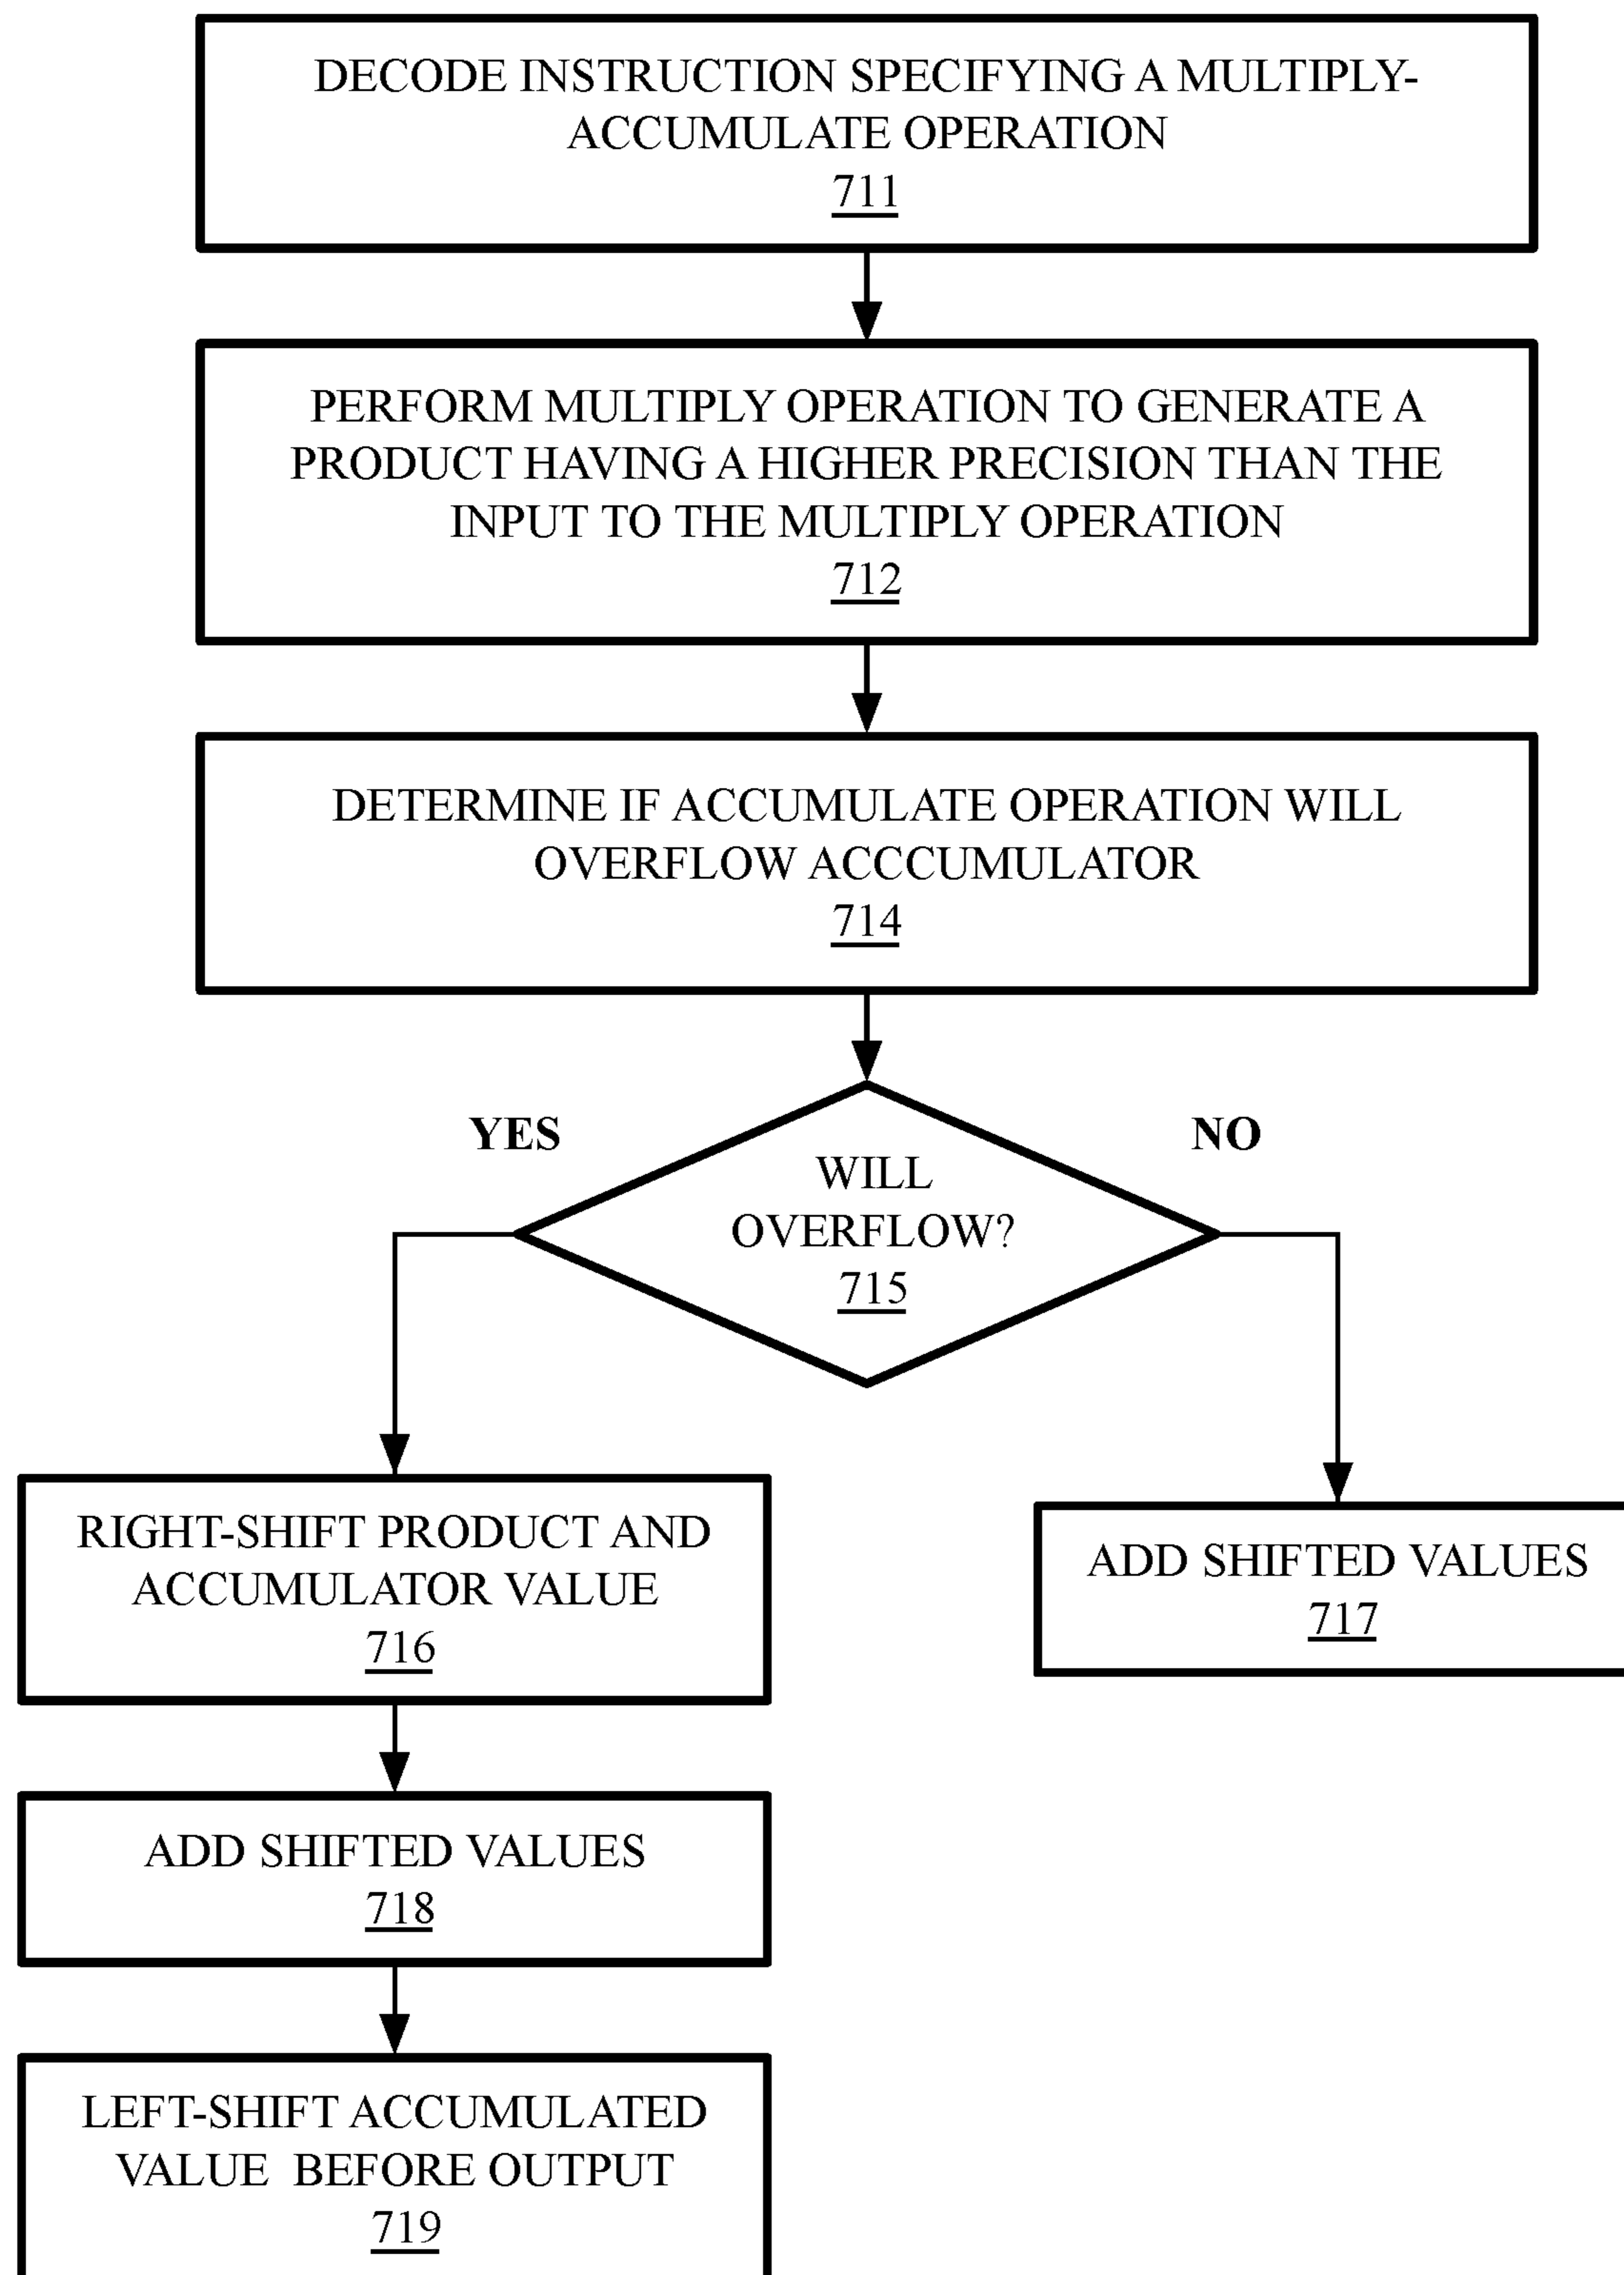 DECODE INSTRUCTION SPECIFYING A MULTIPLY-
ACCUMULATE OPERATION
711
PERFORM MULTIPLY OPERATION TO GENERATE A
PRODUCT HAVING A HIGHER PRECISION THAN THE
INPUT TO THE MULTIPLY OPERATION
712
DETERMINE IF ACCUMULATE OPERATION WILL
OVERFLOW ACCCUMULATOR
714
YES
NO
WILL
OVERFLOW?
715
RIGHT-SHIFT PRODUCT AND
ACCUMULATOR VALUE
716
ADD SHIFTED VALUES
717
ADD SHIFTED VALUES
718
LEFT-SHIFT ACCUMULATED
VALUE BEFORE OUTPUT
719